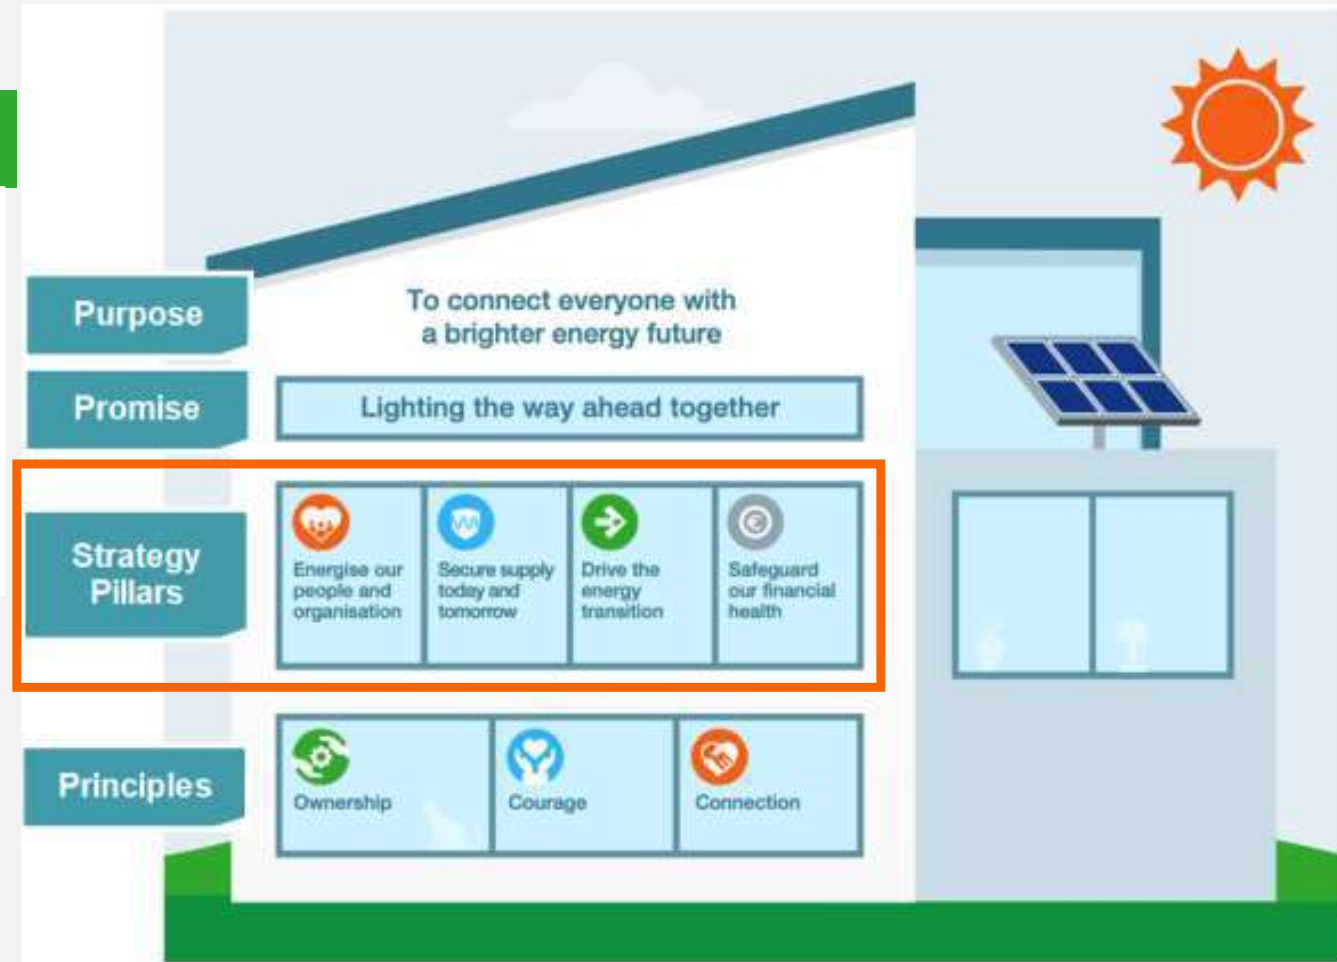 Purpose
To connect everyone with
a brighter energy future
Promise
Lighting the way ahead together
Strategy
Pillars
Energise our
people and
organisation
Secure supply
today and
tomorrow
Drive the
energy
transition
Safeguard
our financial
health
Principles
Ownership
Courage
Connection